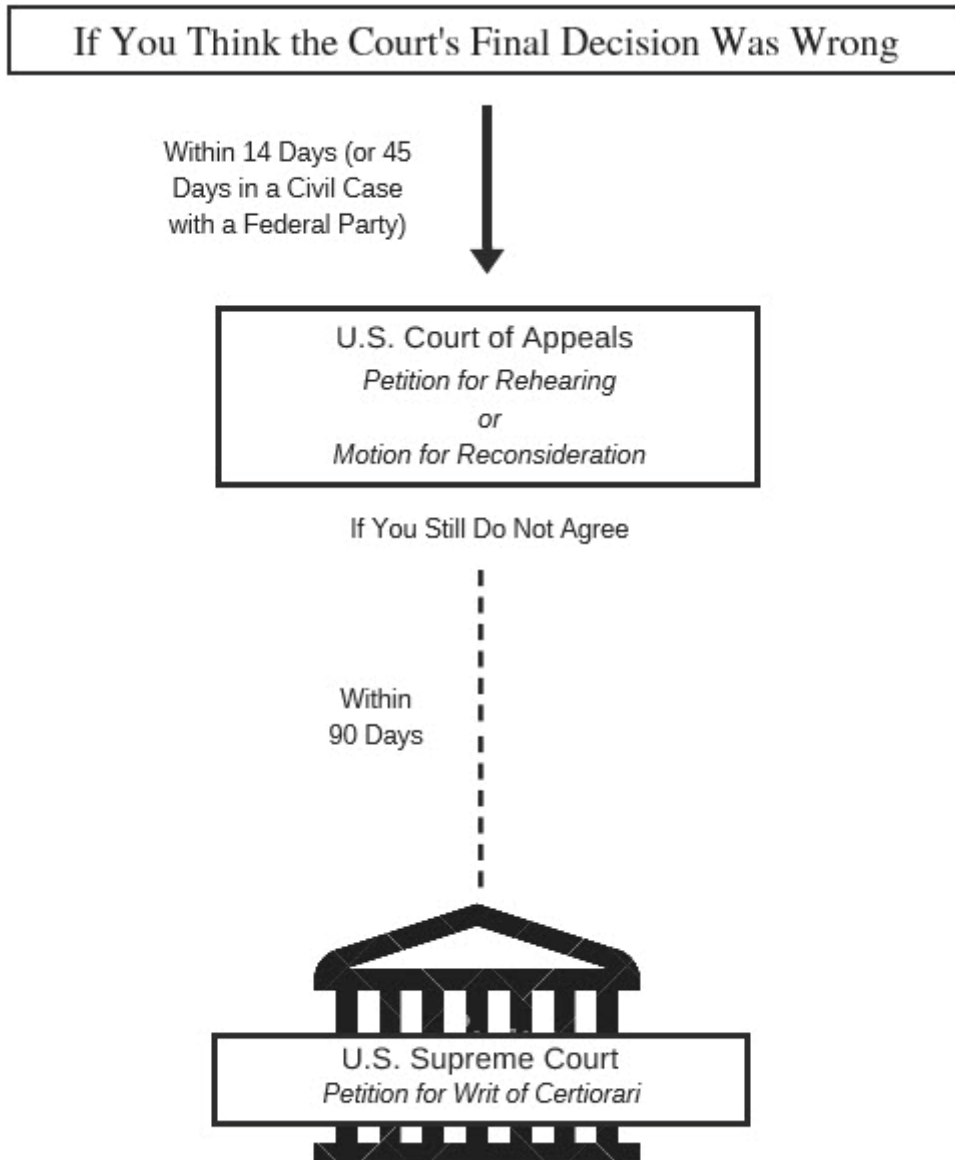 If You Think the Court's Final Decision Was Wrong
Within 14 Days (or 45
Days in a Civil Case
with a Federal Party)
U.S. Court of Appeals
Petition for Rehearing
or
Motion for Reconsideration
If You Still Do Not Agree
Within
90 Days
U.S. Supreme Court
Petition for Writ of Certiorari